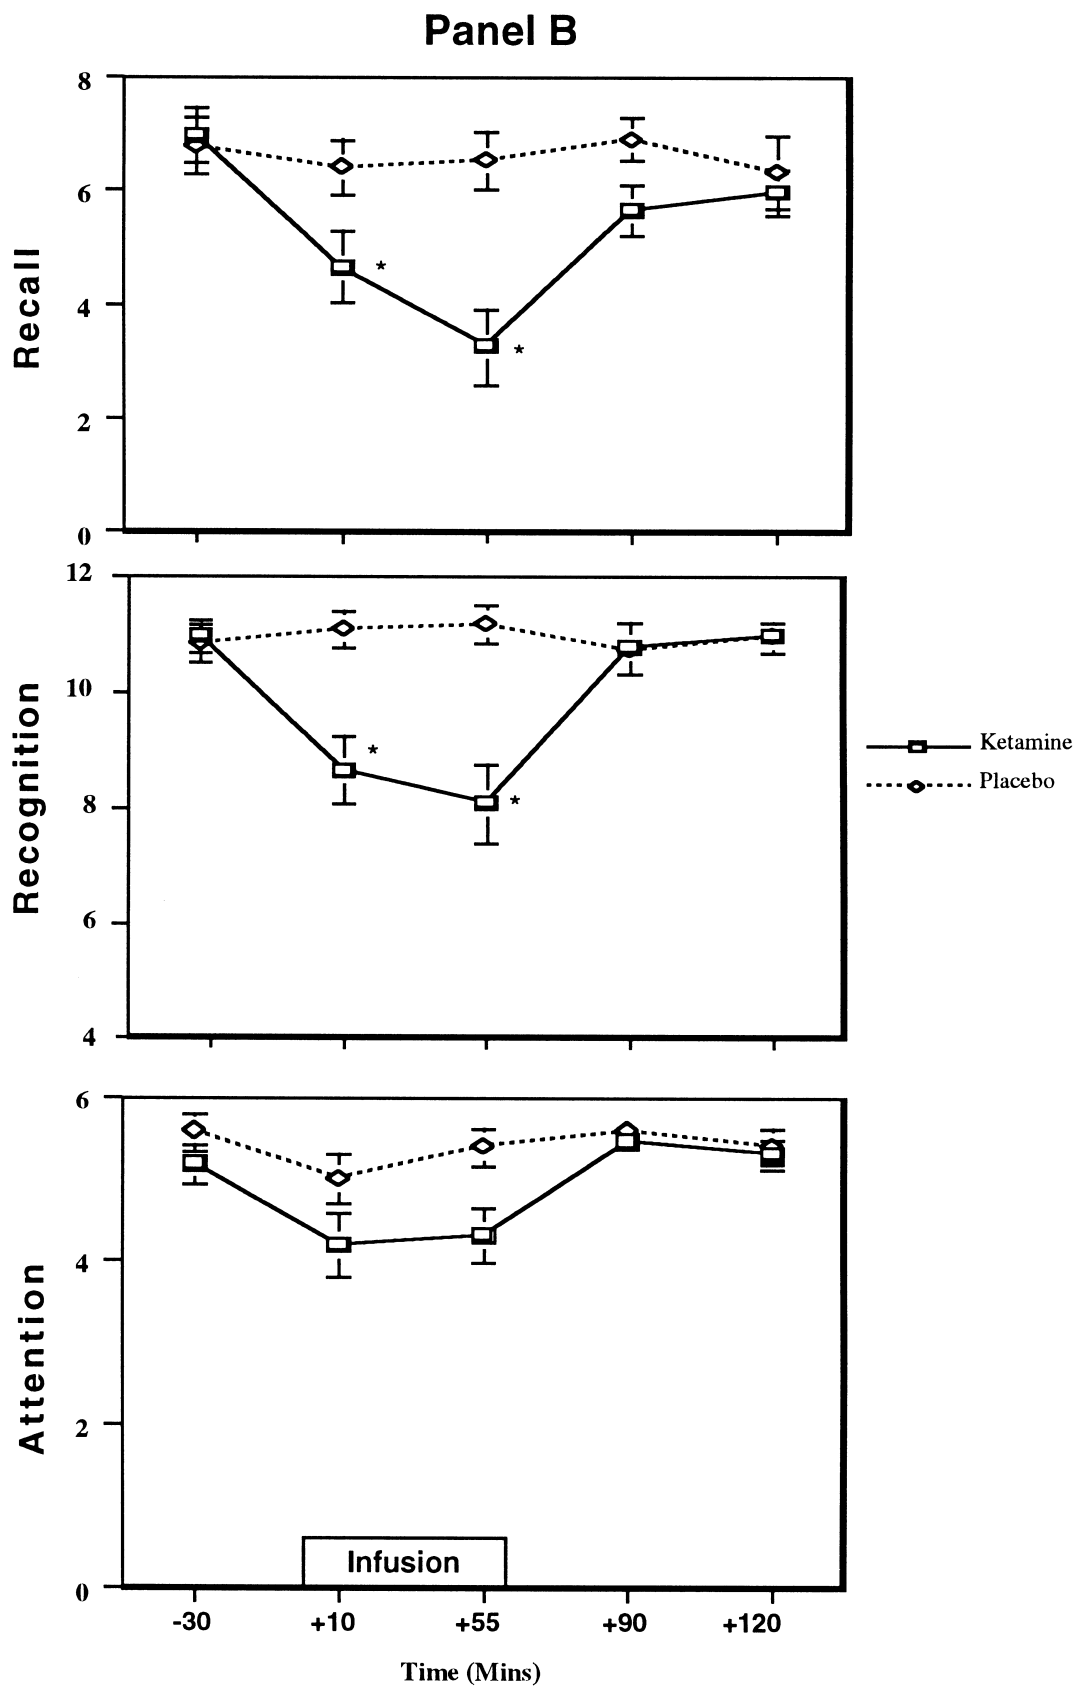 Panel B
8
6
4
2
0
Recall
*
*
12
10
8
6
4
Recognition
*
*
Ketamine
Placebo
6
4
2
0
Attention
Infusion
-30 +10 +55 +90 +120
Time (Mins)